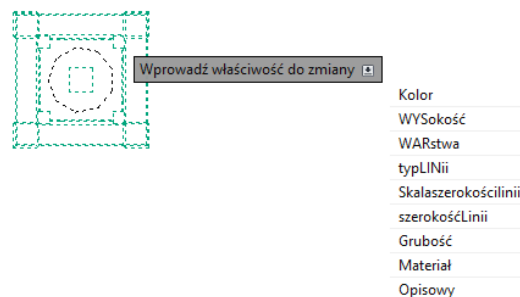 Wprowadź właściwość do zmiany
Kolor
WYSokość
WARstwa
typLINii
Skalaszerokościlinii
szerokośćLinii
Grubość
Materiał
Opisowy